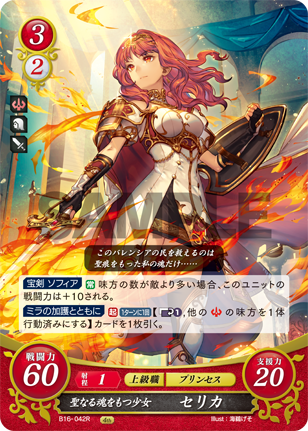 3
2
SAMPLE
このバレンシアの民を救えるのは
聖痕をもった私の魂だけ……
宝剣 ソフィア 常 味方の数が敵より多い場合、このユニットの
戦闘力は+10される。
ミラの加護とともに 起 1ターンに1回 【1、他の の味方を1体
行動済みにする】カードを1枚引く。
戦闘力
60
射程 1 上級職 プリンセス
支援力
20
聖なる魂をもつ少女 セリカ
B16-042R
Illust:海鵜げそ